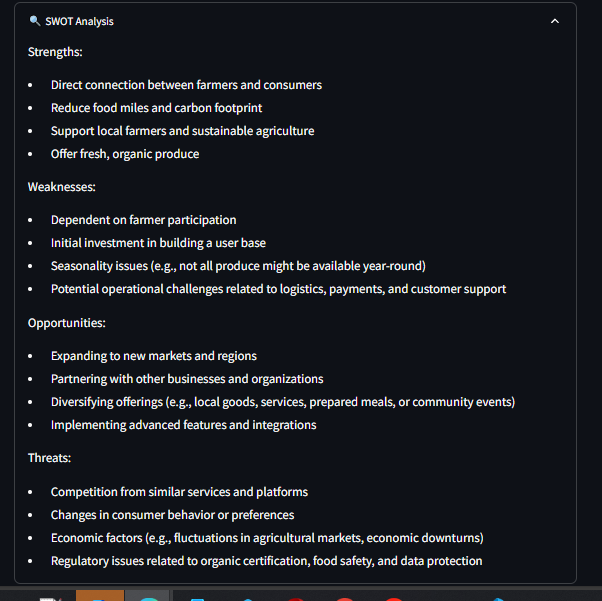 SWOT Analysis
Strengths:
• Direct connection between farmers and consumers
• Reduce food miles and carbon footprint
• Support local farmers and sustainable agriculture
• Offer fresh, organic produce
Weaknesses:
• Dependent on farmer participation
• Initial investment in building a user base
• Seasonality issues (e.g., not all produce might be available year-round)
• Potential operational challenges related to logistics, payments, and customer support
Opportunities:
• Expanding to new markets and regions
• Partnering with other businesses and organizations
• Diversifying offerings (e.g., local goods, services, prepared meals, or community events)
• Implementing advanced features and integrations
Threats:
• Competition from similar services and platforms
• Changes in consumer behavior or preferences
• Economic factors (e.g., fluctuations in agricultural markets, economic downturns)
• Regulatory issues related to organic certification, food safety, and data protection